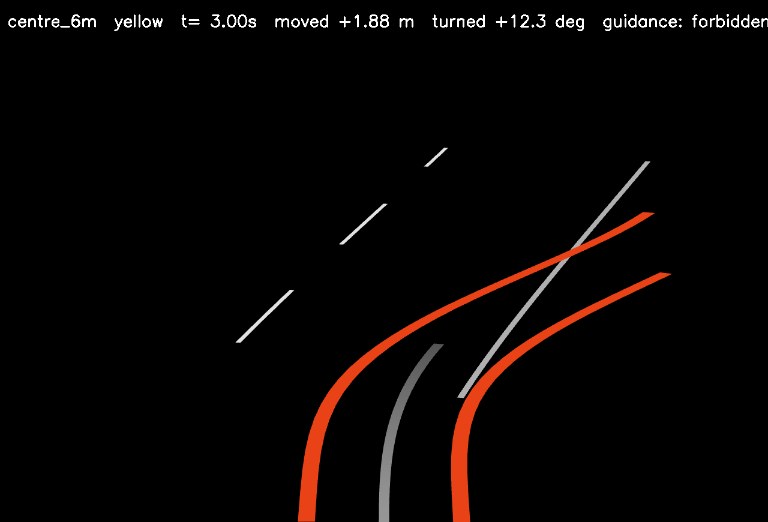 centre_6m yellow t= 3.00s moved +1.88 m turned +12.3 deg guidance: forbidden